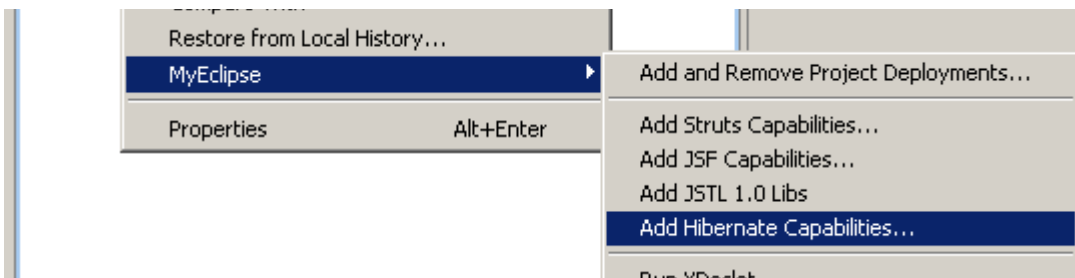 Restore from Local History...
MyEclipse
Properties Alt+Enter
Add and Remove Project Deployments...
Add Struts Capabilities...
Add JSF Capabilities...
Add JSTL 1.0 Libs
Add Hibernate Capabilities...